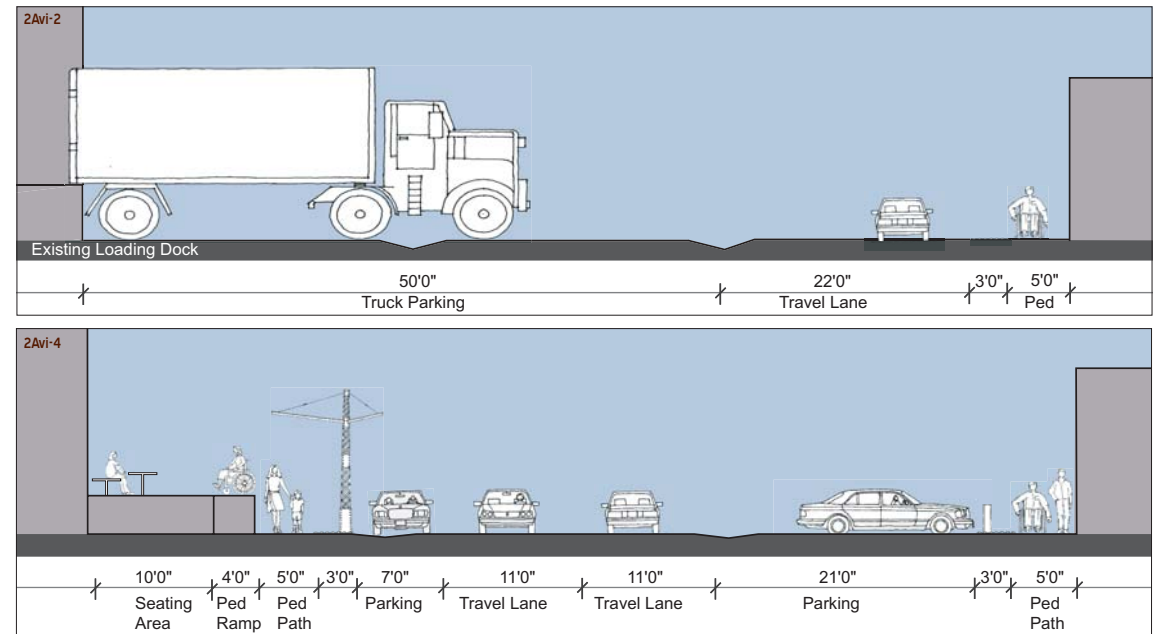 2Avi-2
Existing Loading Dock
50'0" 22'0" 3'0" 5'0"
Truck Parking Travel Lane Ped
2Avi-4
10'0" 4'0" 5'0" 3'0" 7'0" 11'0" 11'0" 21'0" 3'0" 5'0"
Seating Ped Ped Parking Travel Lane Travel Lane Parking Ped
Area Ramp Path Path